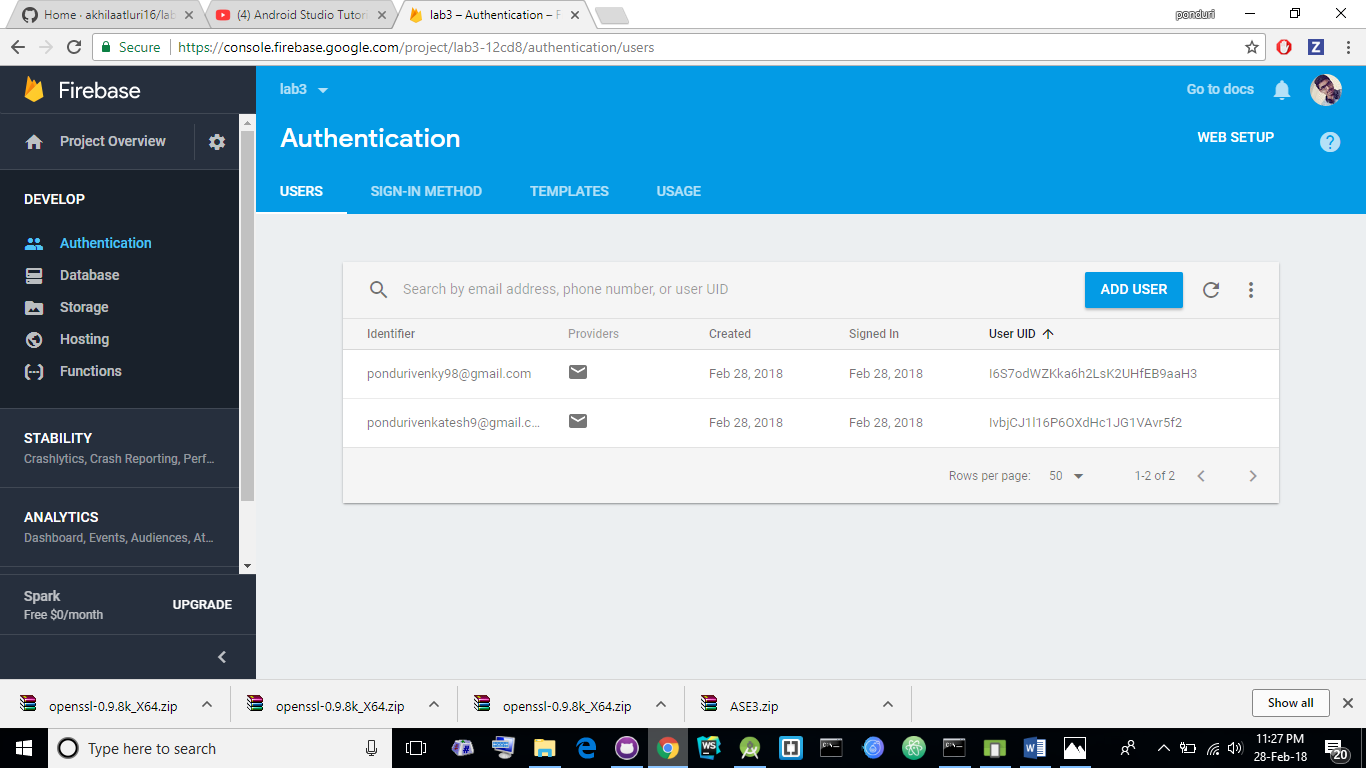 Home · akhilaatluri16/lab
(4) Android Studio Tutor
lab3 – Authentication – F
ponduri
Secure
https://console.firebase.google.com/project/lab3-12cd8/authentication/users
Firebase
lab3
Go to docs
Project Overview
Authentication
WEB SETUP
USERS SIGN-IN METHOD TEMPLATES USAGE
DEVELOP
Authentication
Database
Storage
Hosting
Functions
STABILITY
Crashlytics, Crash Reporting, Perf...
ANALYTICS
Dashboard, Events, Audiences, At...
Spark
Free $0/month
UPGRADE
Search by email address, phone number, or user UID
ADD USER
Identifier Providers Created Signed In User UID
pondurivenky98@gmail.com Feb 28, 2018 Feb 28, 2018 I6S7odWZKka6h2LsK2UHfEB9aaH3
pondurivenkatesh9@gmail.c... Feb 28, 2018 Feb 28, 2018 IvbjCJ1l16P6OXdHc1JG1VAvr5f2
Rows per page: 50 1-2 of 2
openssl-0.9.8k_X64.zip
openssl-0.9.8k_X64.zip
openssl-0.9.8k_X64.zip
ASE3.zip
Show all
Type here to search
11:27 PM
28-Feb-18
20